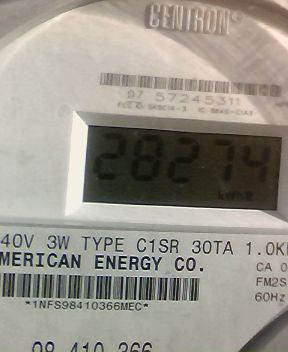 CENTRON®
07 57245311
28274
kWh
40V 3W TYPE C1SR 30TA 1.0K
MERICAN ENERGY CO.
CA 0
FM2S
*1NFS98410366MEC*
60Hz
98 410 366